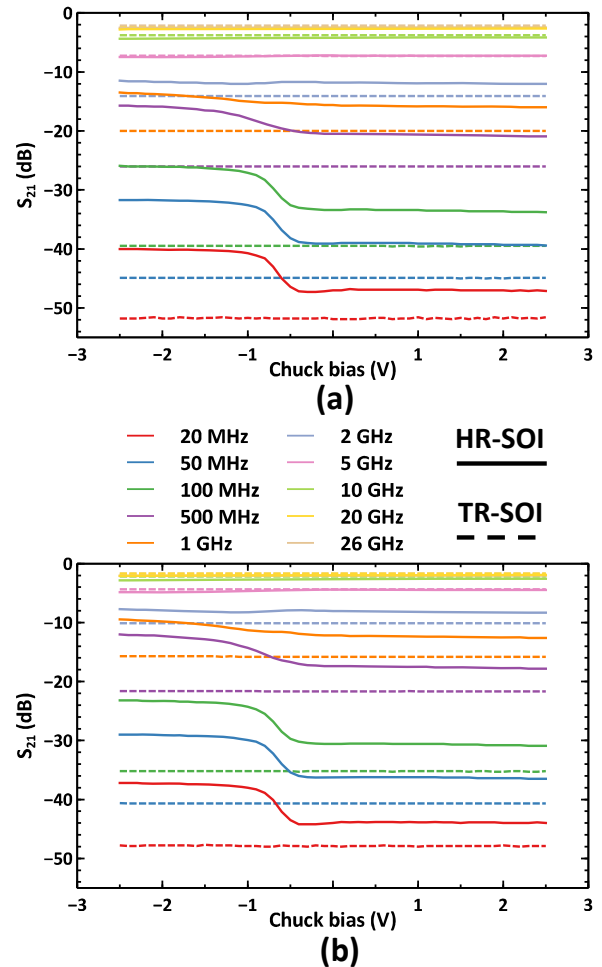 0
−10
−20
−30
−40
−50
S21 (dB)
−3 −2 −1 0 1 2 3
Chuck bias (V)
(a)
20 MHz 2 GHz HR-SOI
50 MHz 5 GHz
100 MHz 10 GHz TR-SOI
500 MHz 20 GHz
1 GHz 26 GHz
0
−10
−20
−30
−40
−50
S21 (dB)
−3 −2 −1 0 1 2 3
Chuck bias (V)
(b)